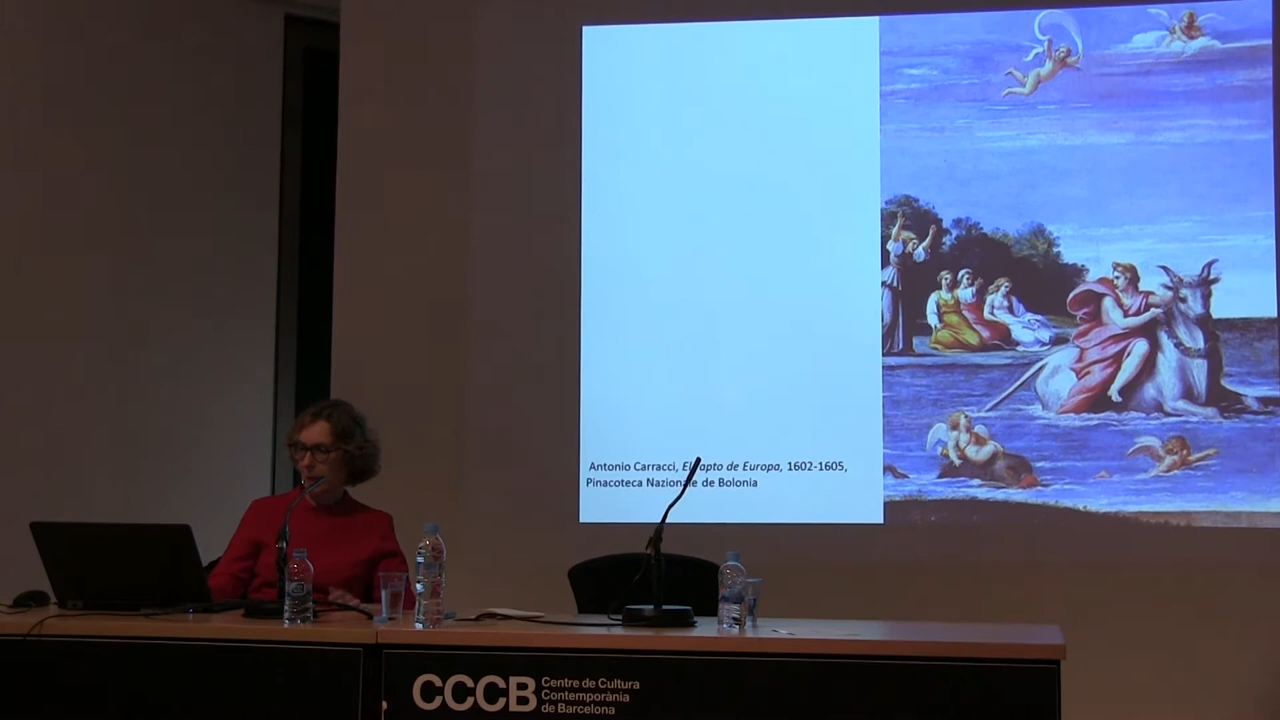 Antonio Carracci, El rapto de Europa, 1602-1605,
Pinacoteca Nazionale de Bolonia
CCCB
Centre de Cultura
Contemporània
de Barcelona